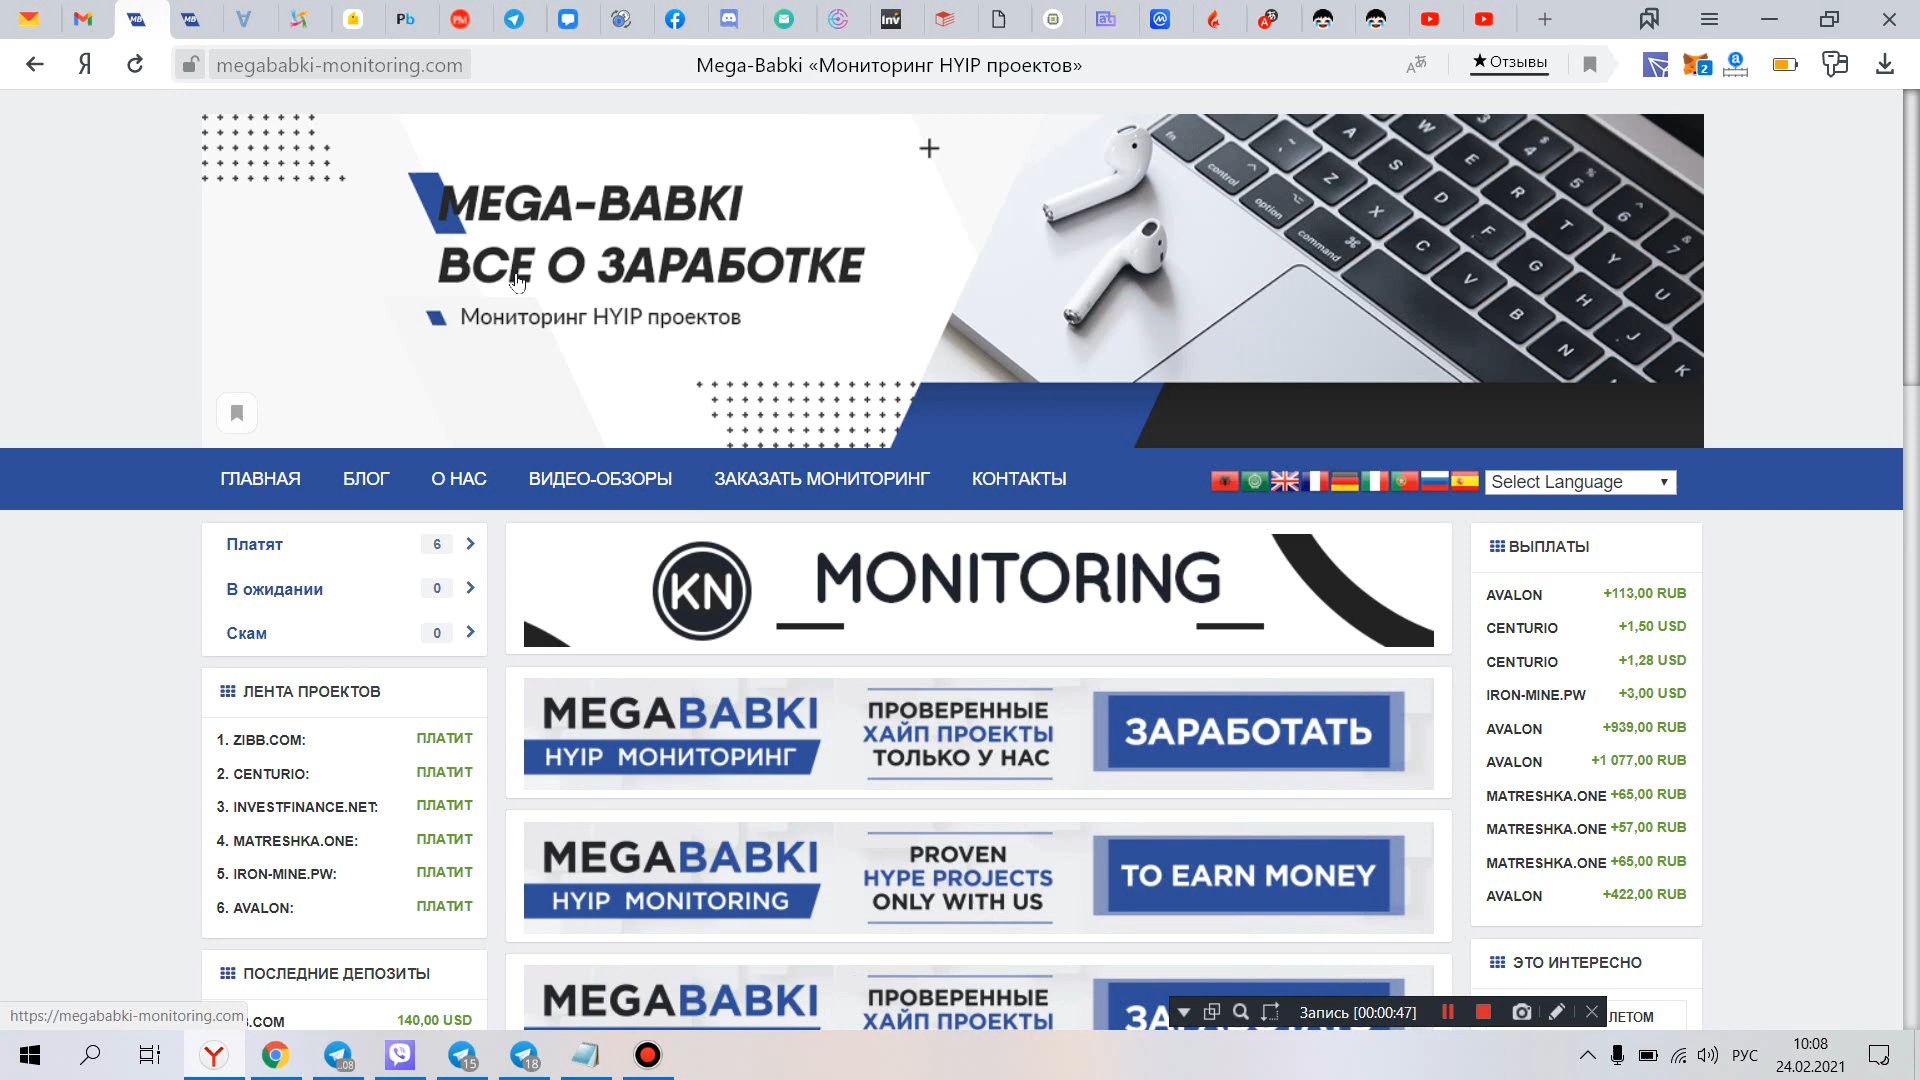 megababki-monitoring.com
Mega-Babki «Мониторинг HYIP проектов»
★ Отзывы
MEGA-BABKI
ВСЕ О ЗАРАБОТКЕ
Мониторинг HYIP проектов
ГЛАВНАЯ
БЛОГ
О НАС
ВИДЕО-ОБЗОРЫ
ЗАКАЗАТЬ МОНИТОРИНГ
КОНТАКТЫ
Select Language
Платят 6
В ожидании 0
Скам 0
ЛЕНТА ПРОЕКТОВ
1. ZIBB.COM: ПЛАТИТ
2. CENTURIO: ПЛАТИТ
3. INVESTFINANCE.NET: ПЛАТИТ
4. MATRESHKA.ONE: ПЛАТИТ
5. IRON-MINE.PW: ПЛАТИТ
6. AVALON: ПЛАТИТ
ПОСЛЕДНИЕ ДЕПОЗИТЫ
.COM 140,00 USD
KN MONITORING
MEGABABKI
HYIP МОНИТОРИНГ
ПРОВЕРЕННЫЕ
ХАЙП ПРОЕКТЫ
ТОЛЬКО У НАС
ЗАРАБОТАТЬ
MEGABABKI
HYIP MONITORING
PROVEN
HYPE PROJECTS
ONLY WITH US
TO EARN MONEY
MEGABABKI
ПРОВЕРЕННЫЕ
ХАЙП ПРОЕКТЫ
ВЫПЛАТЫ
AVALON +113,00 RUB
CENTURIO +1,50 USD
CENTURIO +1,28 USD
IRON-MINE.PW +3,00 USD
AVALON +939,00 RUB
AVALON +1 077,00 RUB
MATRESHKA.ONE +65,00 RUB
MATRESHKA.ONE +57,00 RUB
MATRESHKA.ONE +65,00 RUB
AVALON +422,00 RUB
ЭТО ИНТЕРЕСНО
ЛЕТОМ
Запись [00:00:47]
https://megababki-monitoring.com
РУС
10:08
24.02.2021